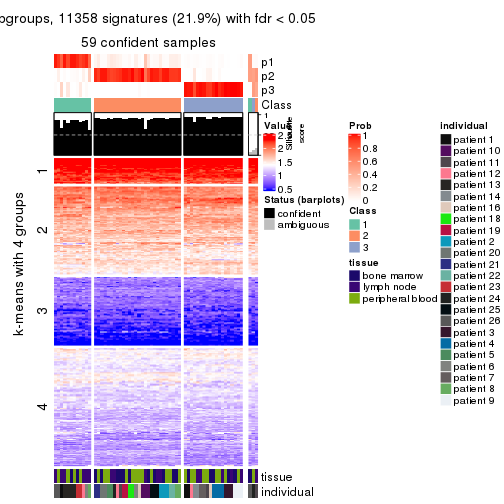 ogroups, 11358 signatures (21.9%) with fdr < 0.05
59 confident samples
p1
p2
p3
Class
1
Value
2.5
2
1.5
1
0.5
Silhouette
score
Status (barplots)
confident
ambiguous
Prob
1
0.8
0.6
0.4
0.2
0
Class
1
2
3
tissue
bone marrow
lymph node
peripheral blood
individual
patient 1
patient 10
patient 11
patient 12
patient 13
patient 14
patient 16
patient 18
patient 19
patient 2
patient 20
patient 21
patient 22
patient 23
patient 24
patient 25
patient 26
patient 3
patient 4
patient 5
patient 6
patient 7
patient 8
patient 9
k-means with 4 groups
1
2
3
4
tissue
individual